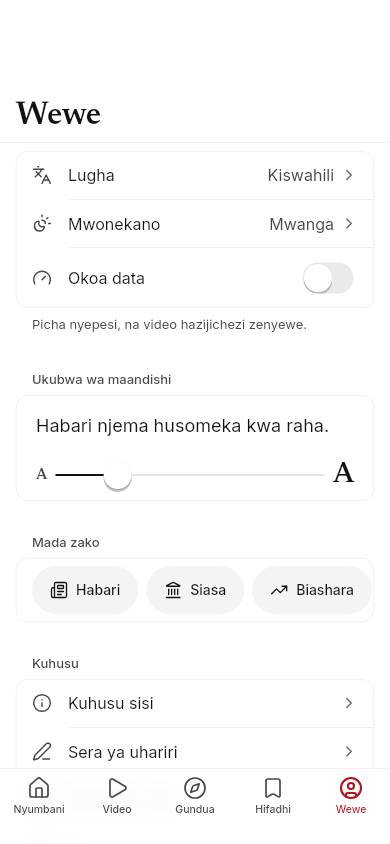 Wewe
Lugha Kiswahili
Mwonekano Mwanga
Okoa data
Picha nyepesi, na video hazijichezi zenyewe.
Ukubwa wa maandishi
Habari njema husomeka kwa raha.
A A
Mada zako
Habari Siasa Biashara
Kuhusu
Kuhusu sisi
Sera ya uhariri
Nyumbani Video Gundua Hifadhi Wewe